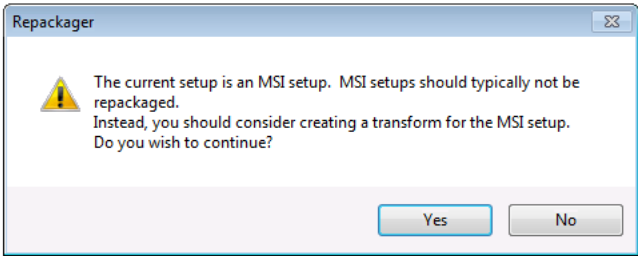 Repackager
The current setup is an MSI setup.  MSI setups should typically not be
repackaged.
Instead, you should consider creating a transform for the MSI setup.
Do you wish to continue?
Yes
No